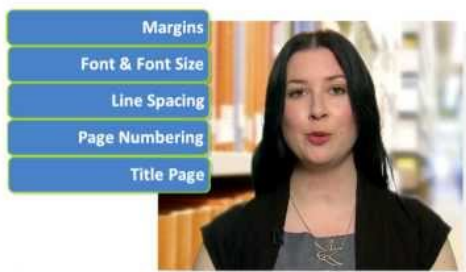 Margins
Font & Font Size
Line Spacing
Page Numbering
Title Page